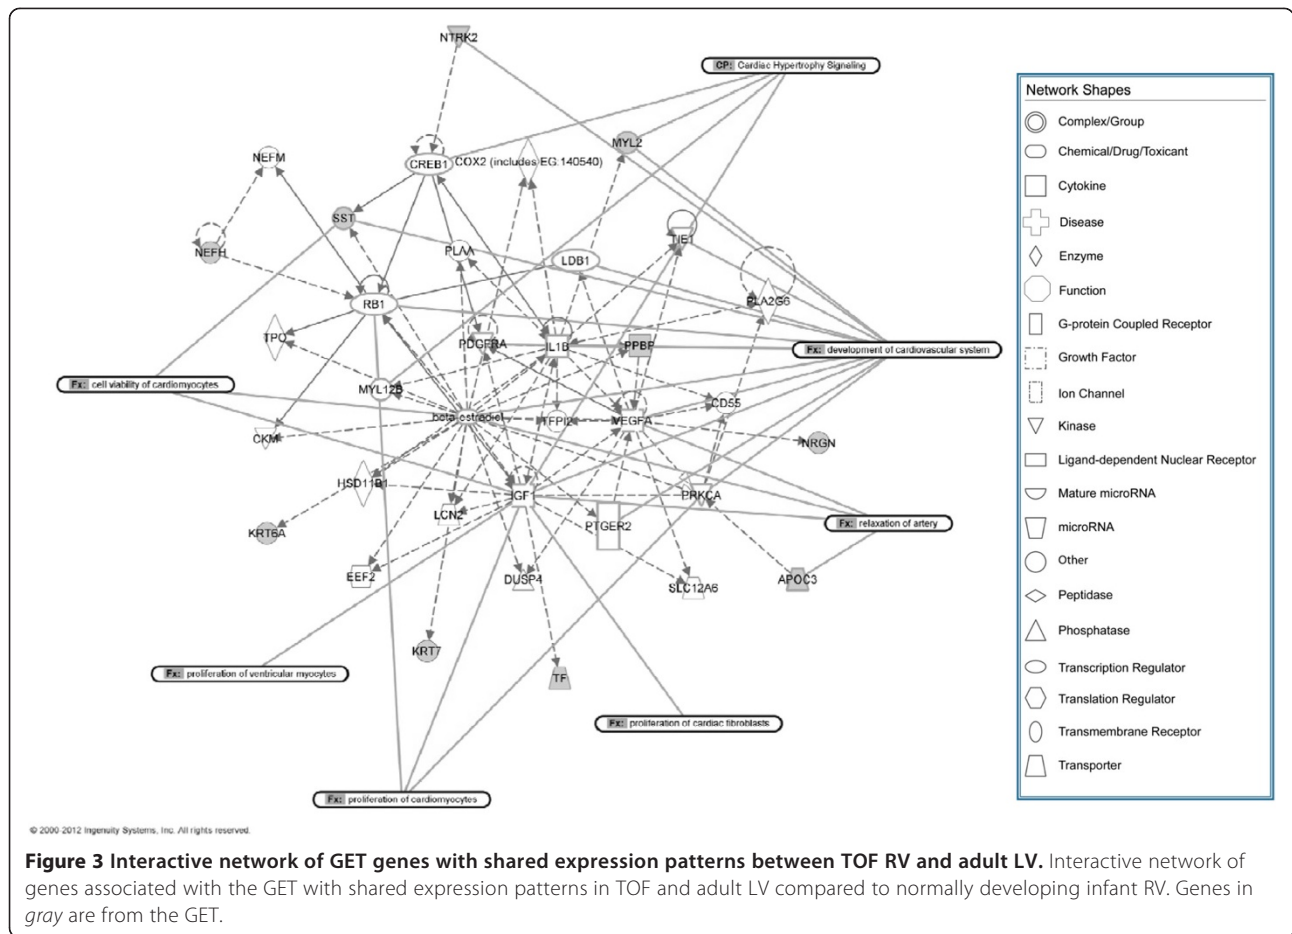 NTRK2
CP: Cardiac Hypertrophy Signaling
MYL2
NEFM
CREB1
COX2 (includes EG:140540)
SST
NEFH
PLAA
LDB1
TIE1
RB1
PLA2G6
TPO
PDGFRA
IL1B
PPBP
Fx: development of cardiovascular system
Fx: cell viability of cardiomyocytes
MYL12B
CD55
beta-estradiol
TFPI2
VEGFA
CKM
NRGN
HSD11B1
IGF1
PRKCA
LCN2
PTGER2
Fx: relaxation of artery
KRT6A
EEF2
DUSP4
SLC12A6
APOC3
KRT7
Fx: proliferation of ventricular myocytes
TF
Fx: proliferation of cardiac fibroblasts
Fx: proliferation of cardiomyocytes
Network Shapes
Complex/Group
Chemical/Drug/Toxicant
Cytokine
Disease
Enzyme
Function
G-protein Coupled Receptor
Growth Factor
Ion Channel
Kinase
Ligand-dependent Nuclear Receptor
Mature microRNA
microRNA
Other
Peptidase
Phosphatase
Transcription Regulator
Translation Regulator
Transmembrane Receptor
Transporter
© 2000-2012 Ingenuity Systems, Inc. All rights reserved.
Figure 3 Interactive network of GET genes with shared expression patterns between TOF RV and adult LV. Interactive network of
genes associated with the GET with shared expression patterns in TOF and adult LV compared to normally developing infant RV. Genes in
gray are from the GET.